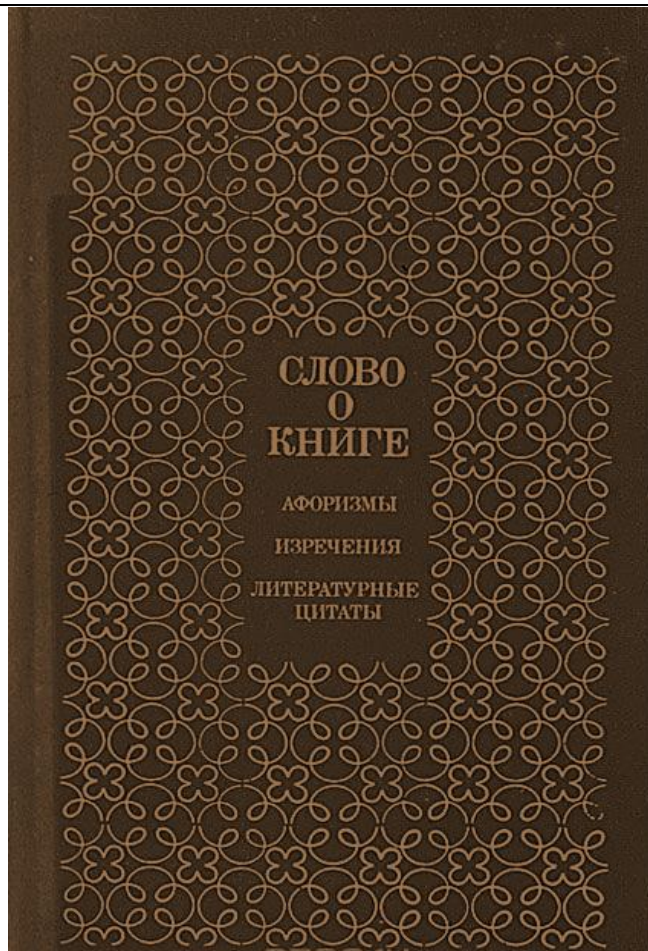 СЛОВО
О
КНИГЕ
АФОРИЗМЫ
ИЗРЕЧЕНИЯ
ЛИТЕРАТУРНЫЕ
ЦИТАТЫ